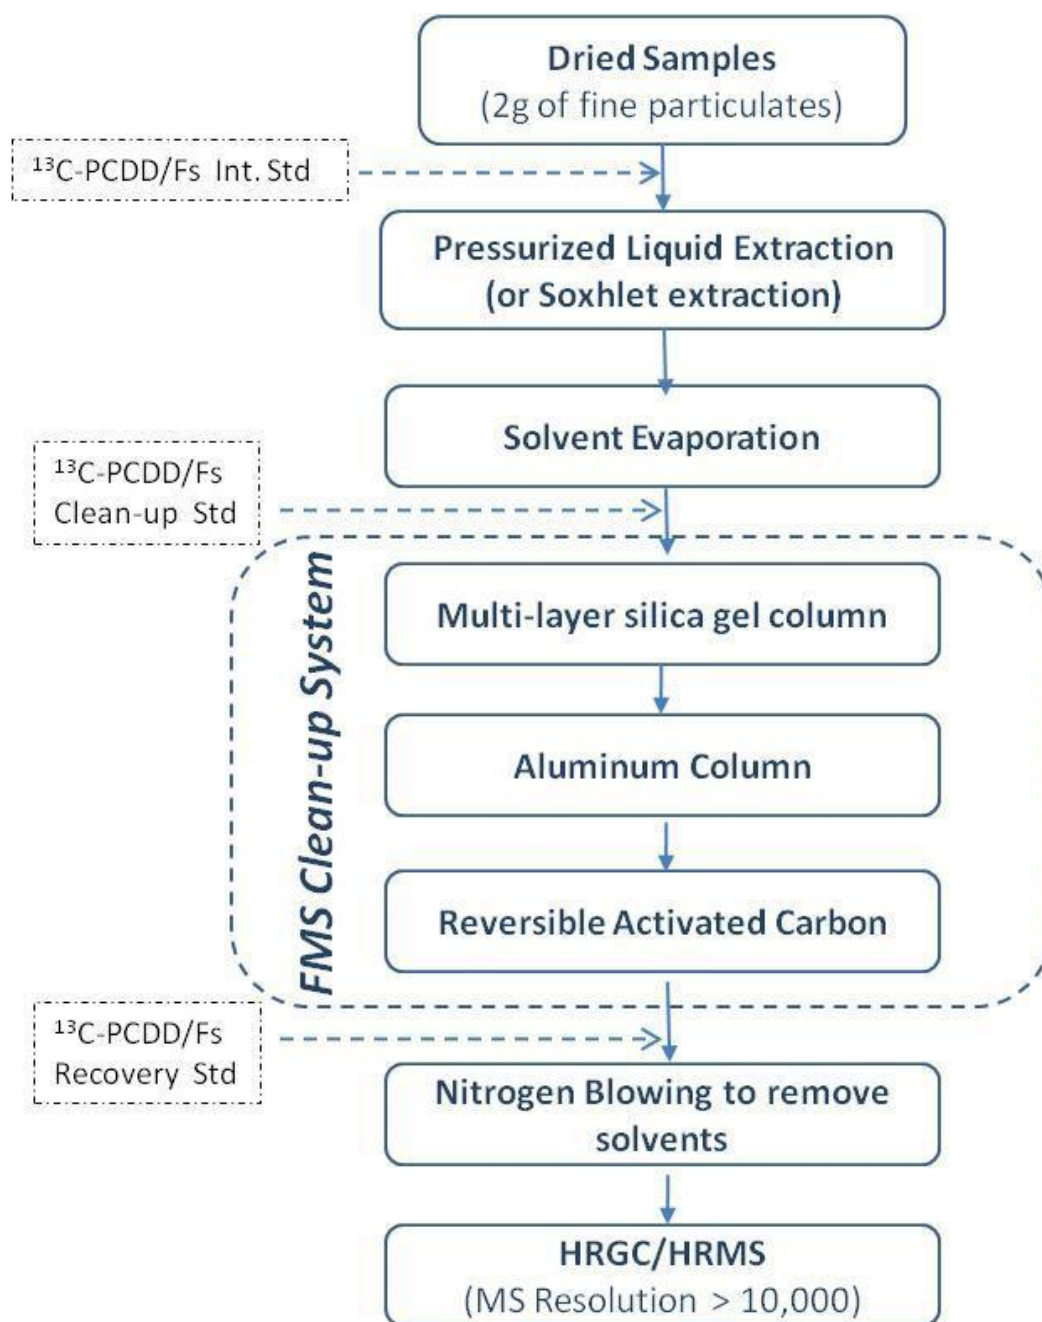 Dried Samples
(2g of fine particulates)
¹³C-PCDD/Fs Int. Std
Pressurized Liquid Extraction
(or Soxhlet extraction)
Solvent Evaporation
¹³C-PCDD/Fs
Clean-up Std
FMS Clean-up System
Multi-layer silica gel column
Aluminum Column
Reversible Activated Carbon
¹³C-PCDD/Fs
Recovery Std
Nitrogen Blowing to remove
solvents
HRGC/HRMS
(MS Resolution > 10,000)